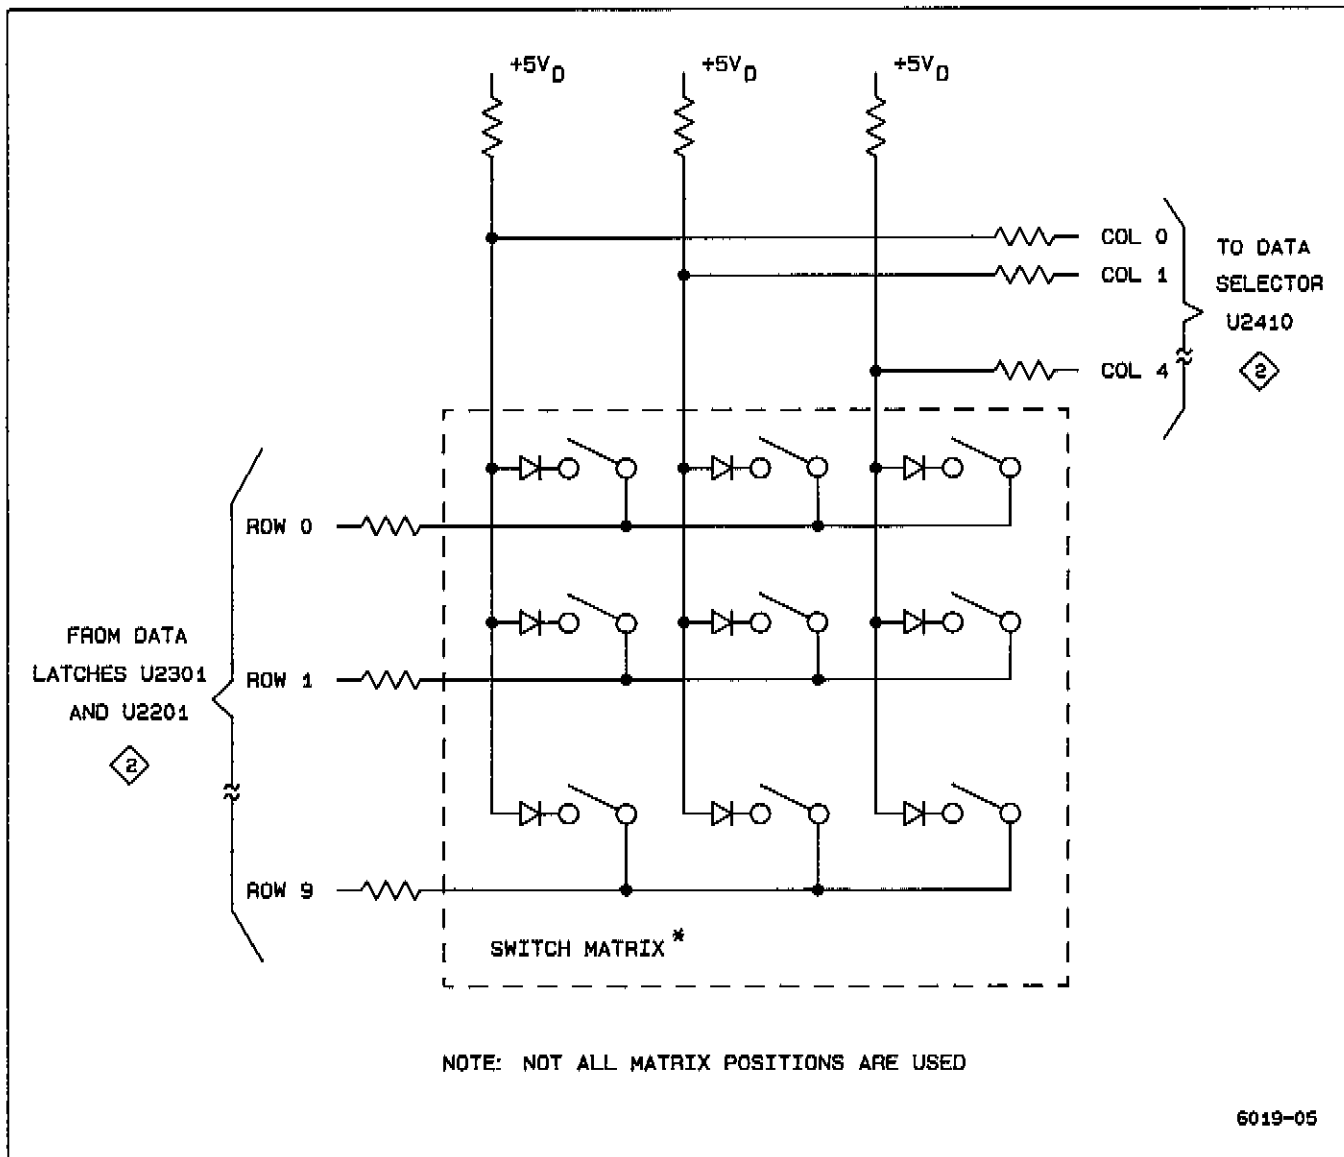 +5VD +5VD +5VD
COL 0
COL 1
COL 4
TO DATA
SELECTOR
U2410
2
ROW 0
ROW 1
ROW 9
FROM DATA
LATCHES U2301
AND U2201
2
SWITCH MATRIX*
NOTE: NOT ALL MATRIX POSITIONS ARE USED
6019-05